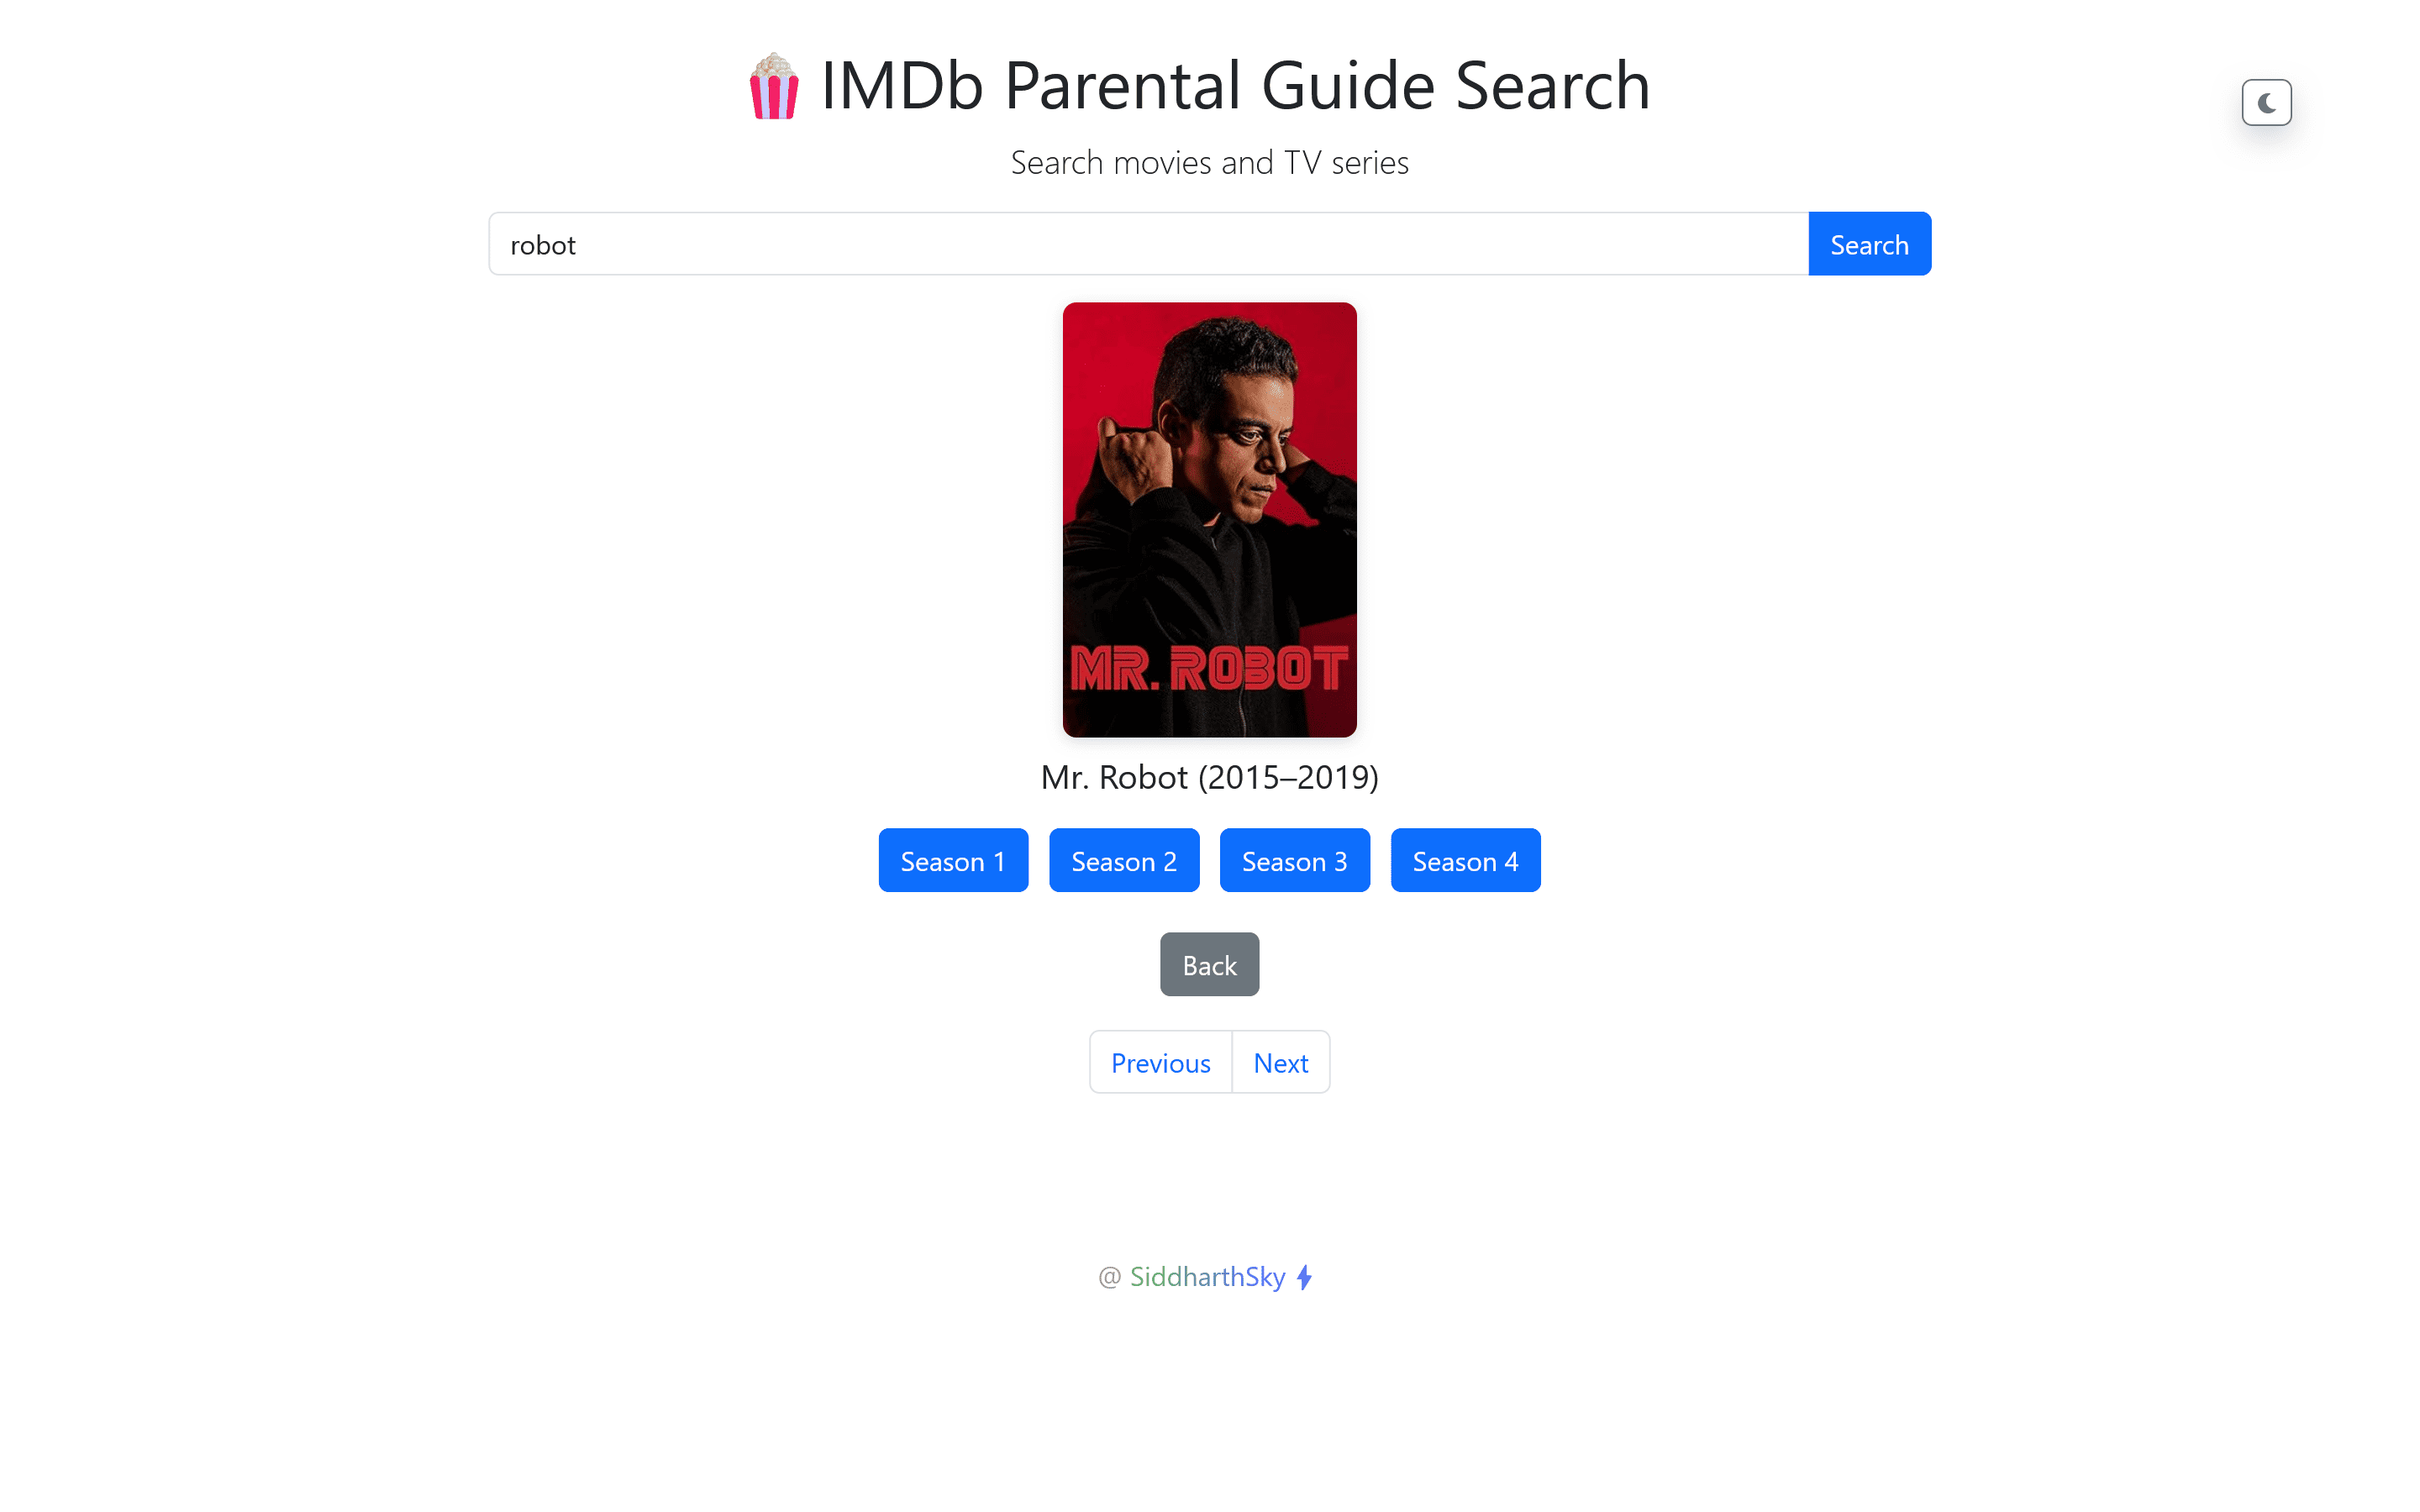 IMDb Parental Guide Search
Search movies and TV series
robot
Search
MR. ROBOT
Mr. Robot (2015–2019)
Season 1 Season 2 Season 3 Season 4
Back
Previous Next
@ SiddharthSky